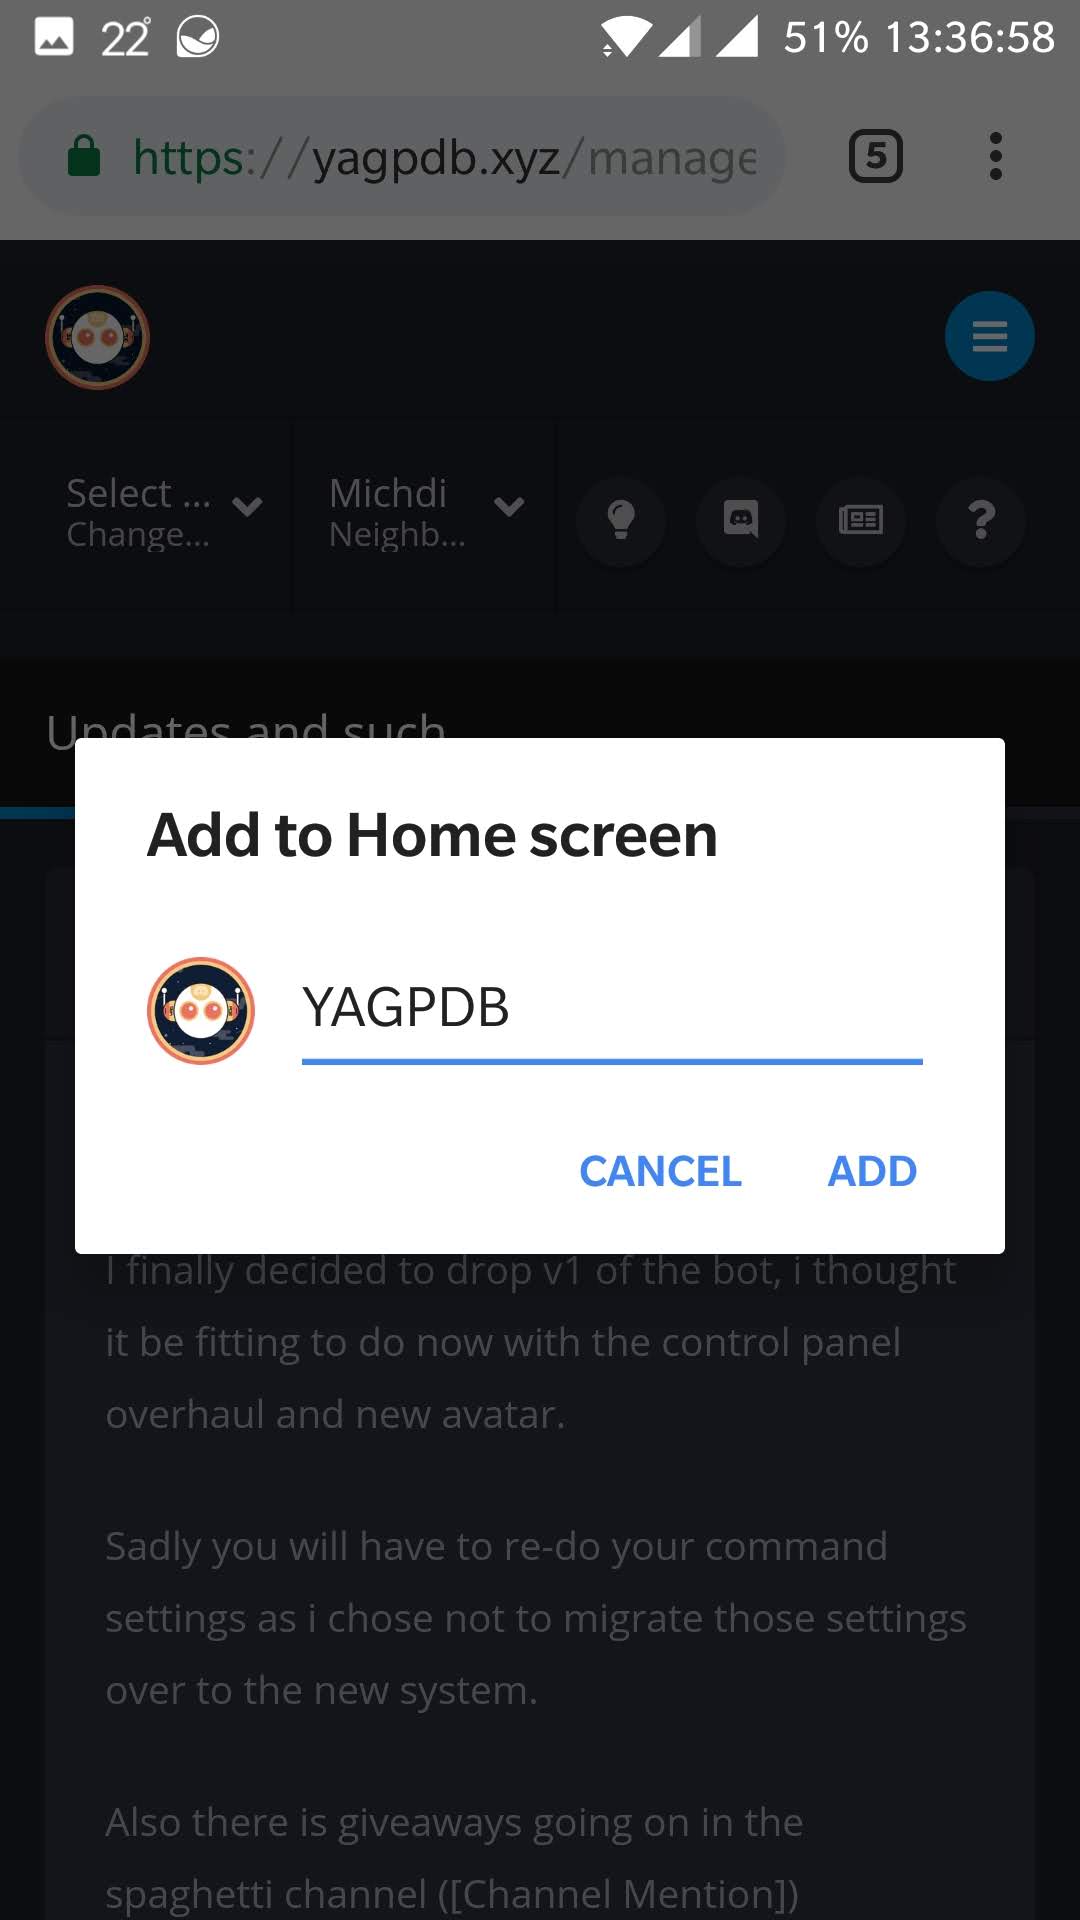 22°
51% 13:36:58
https://yagpdb.xyz/manage
5
Select ...
Change...
Michdi
Neighb...
?
Updates and such
Add to Home screen
YAGPDB
CANCEL ADD
I finally decided to drop v1 of the bot, i thought
it be fitting to do now with the control panel
overhaul and new avatar.
Sadly you will have to re-do your command
settings as i chose not to migrate those settings
over to the new system.
Also there is giveaways going on in the
spaghetti channel ([Channel Mention])